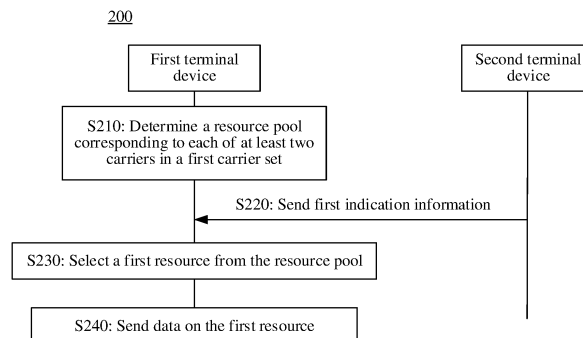 200
First terminal
device
Second terminal
device
S210: Determine a resource pool
corresponding to each of at least two
carriers in a first carrier set
S220: Send first indication information
S230: Select a first resource from the resource pool
S240: Send data on the first resource